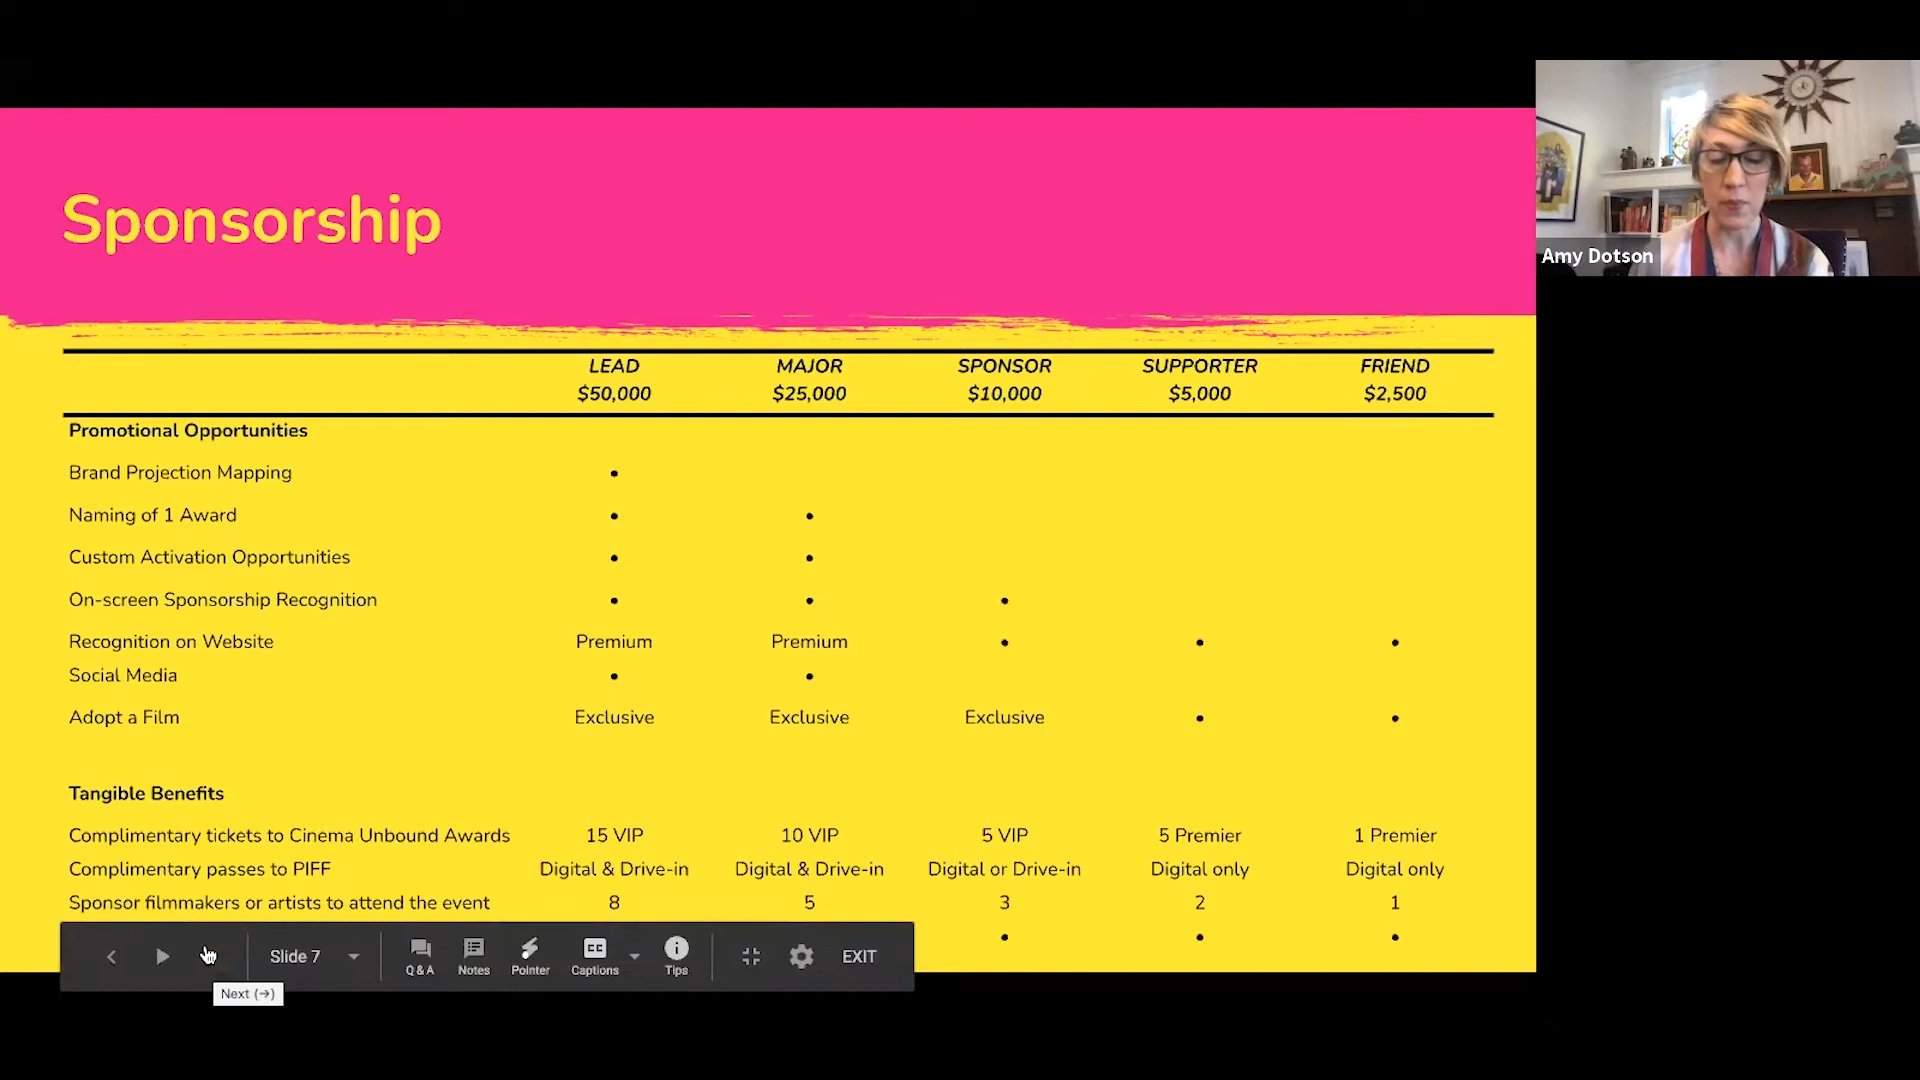 Sponsorship
Amy Dotson
LEAD MAJOR SPONSOR SUPPORTER FRIEND
$50,000 $25,000 $10,000 $5,000 $2,500
Promotional Opportunities
Brand Projection Mapping •
Naming of 1 Award • •
Custom Activation Opportunities • •
On-screen Sponsorship Recognition • • •
Recognition on Website Premium Premium • • •
Social Media • •
Adopt a Film Exclusive Exclusive Exclusive • •
Tangible Benefits
Complimentary tickets to Cinema Unbound Awards 15 VIP 10 VIP 5 VIP 5 Premier 1 Premier
Complimentary passes to PIFF Digital & Drive-in Digital & Drive-in Digital or Drive-in Digital only Digital only
Sponsor filmmakers or artists to attend the event 8 5 3 2 1
• • •
Slide 7 Q & A Notes Pointer CC Captions Tips EXIT
Next (→)